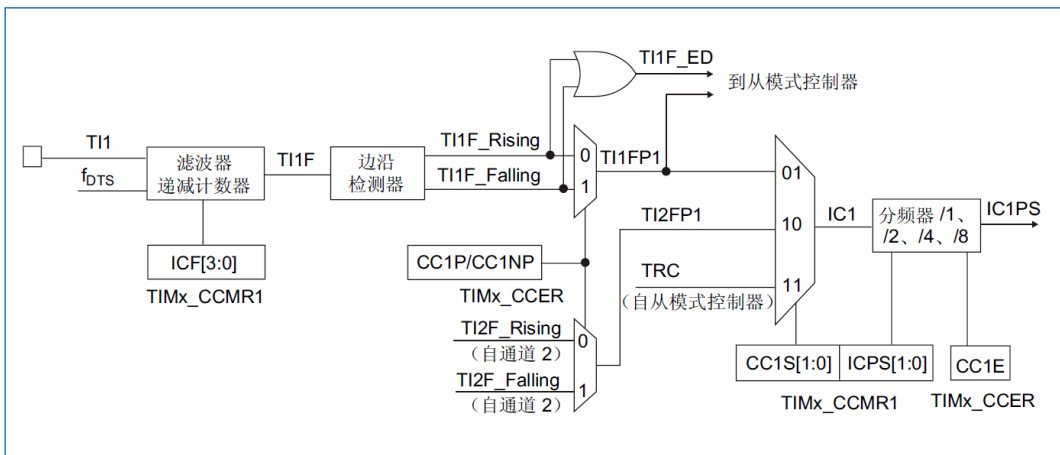 TI1F_ED
到从模式控制器
TI1
f_DTS
滤波器
递减计数器
TI1F
边沿
检测器
TI1F_Rising
TI1F_Falling
0
1
TI1FP1
01
TI2FP1
10
IC1
分频器 /1、
/2、/4、/8
IC1PS
ICF[3:0]
TIMx_CCMR1
CC1P/CC1NP
TIMx_CCER
TRC
11
（自从模式控制器）
TI2F_Rising
0
（自通道 2）
TI2F_Falling
1
（自通道 2）
CC1S[1:0]
ICPS[1:0]
CC1E
TIMx_CCMR1
TIMx_CCER